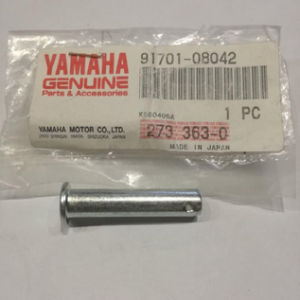 YAMAHA
GENUINE
Parts & Accessories
YAMAHA MOTOR CO., LTD.
91701-08042
1 PC
273 363-0
MADE IN JAPAN